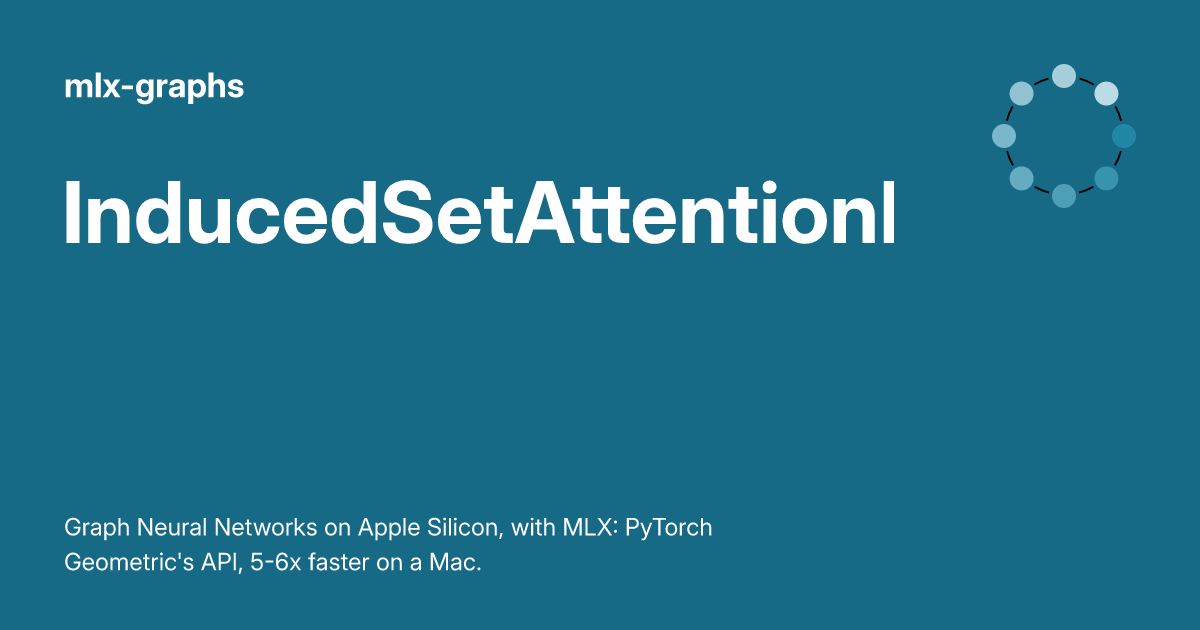 mlx-graphs
InducedSetAttentionl
Graph Neural Networks on Apple Silicon, with MLX: PyTorch
Geometric's API, 5-6x faster on a Mac.